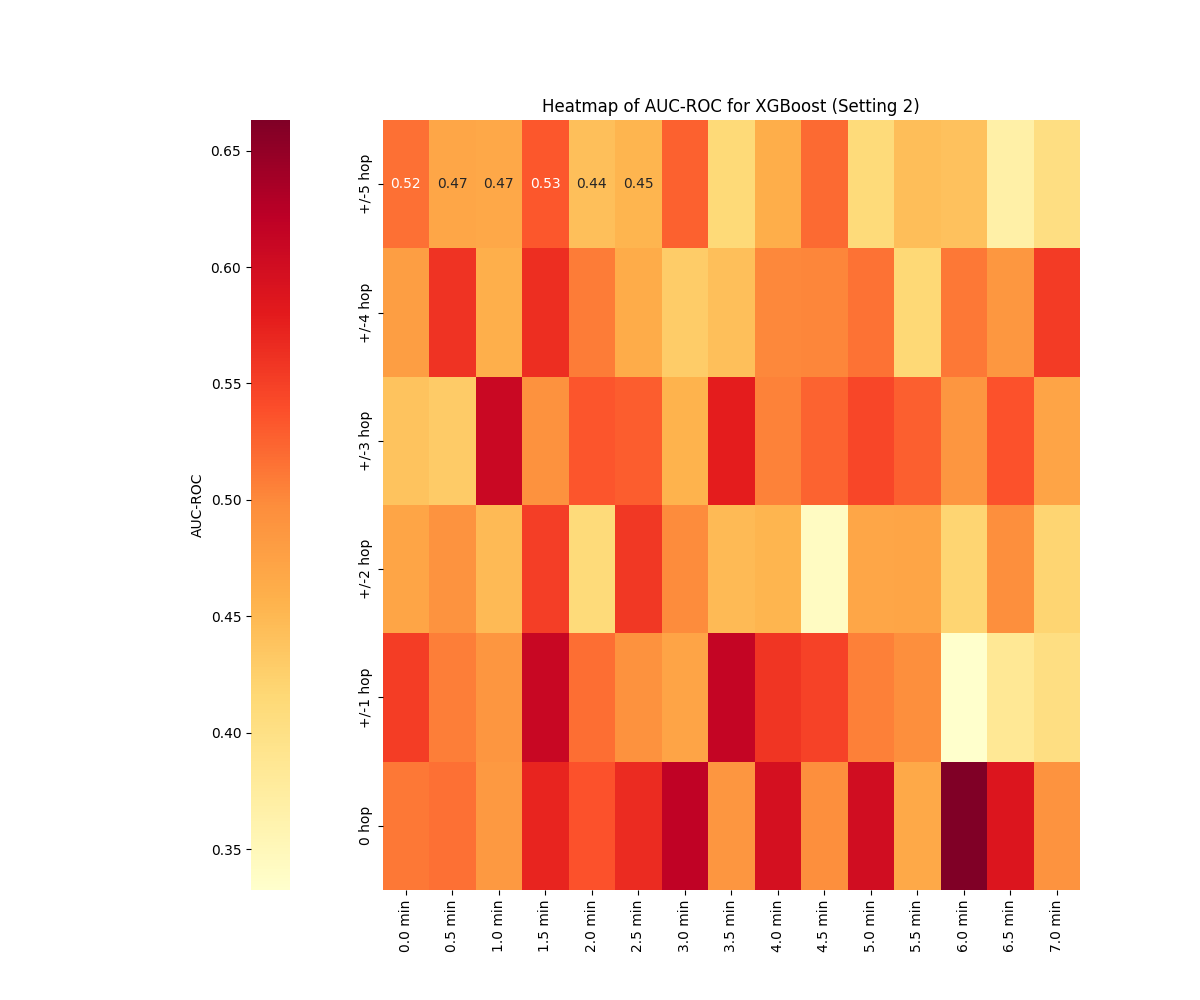 Heatmap of AUC-ROC for XGBoost (Setting 2)
AUC-ROC
0.65
0.60
0.55
0.50
0.45
0.40
0.35
+/-5 hop
0.52 0.47 0.47 0.53 0.44 0.45
+/-4 hop
+/-3 hop
+/-2 hop
+/-1 hop
0 hop
0.0 min
0.5 min
1.0 min
1.5 min
2.0 min
2.5 min
3.0 min
3.5 min
4.0 min
4.5 min
5.0 min
5.5 min
6.0 min
6.5 min
7.0 min